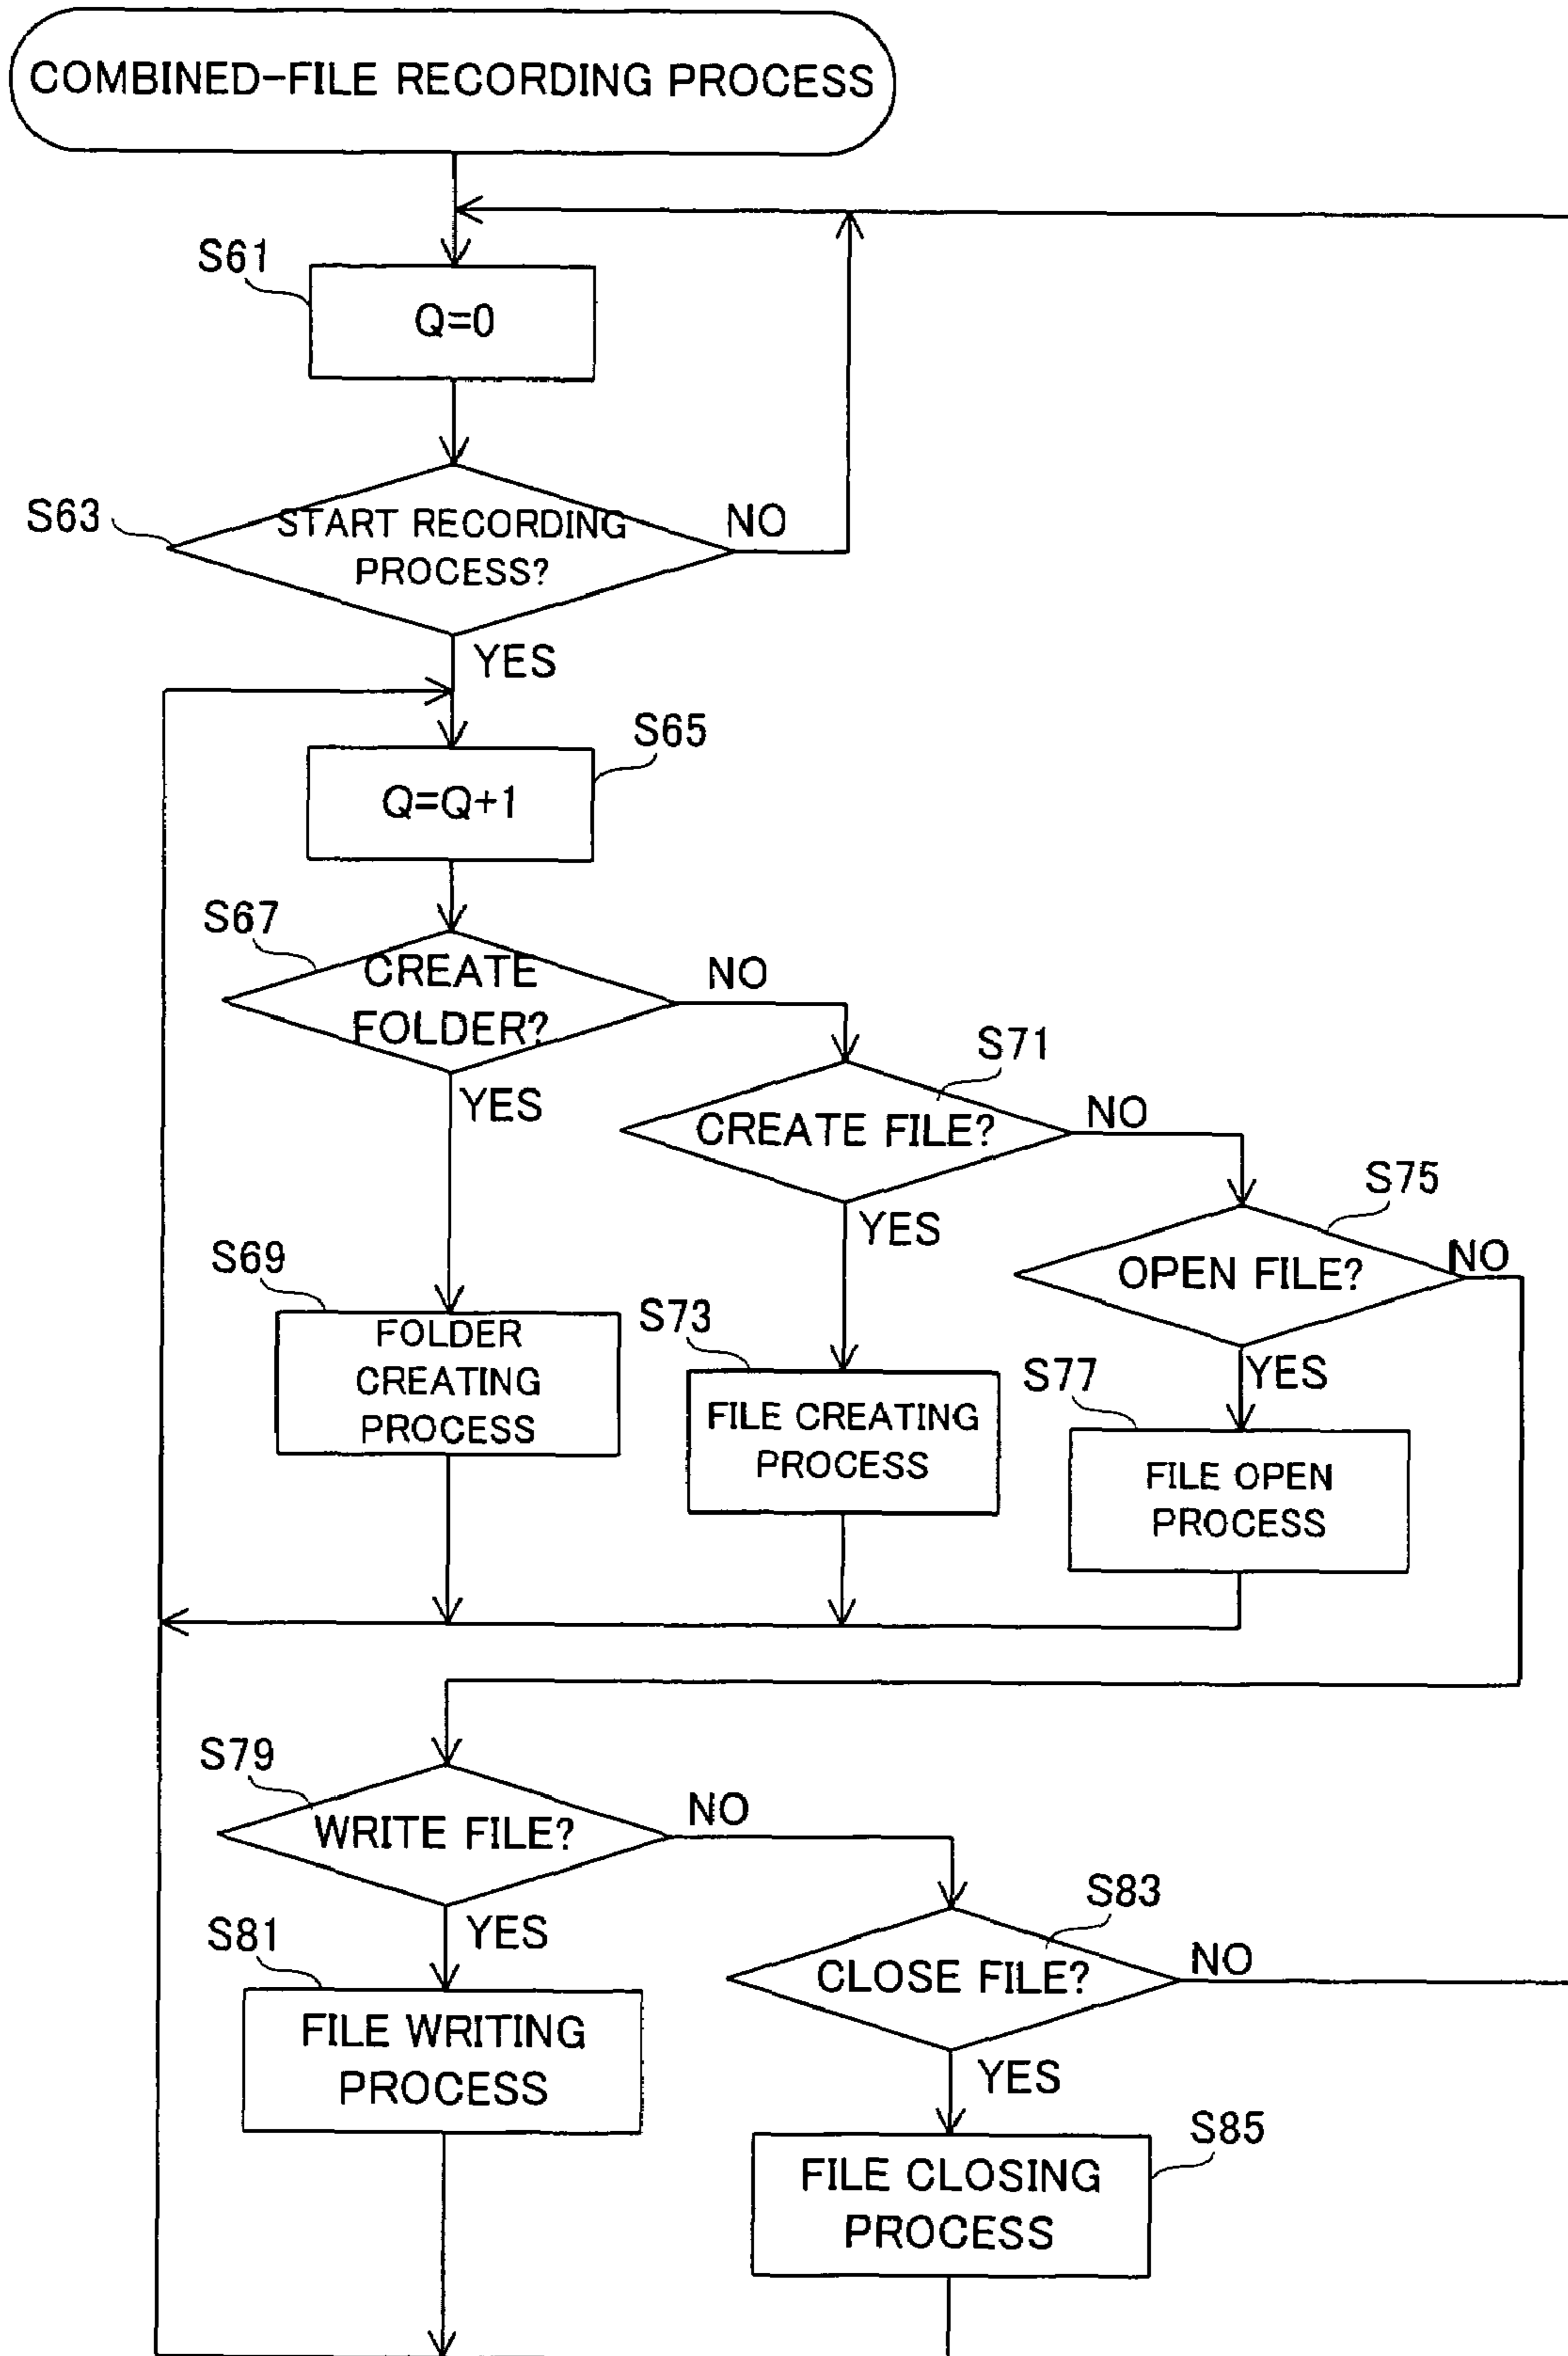 COMBINED-FILE RECORDING PROCESS
S61
Q=0
S63
START RECORDING
PROCESS?
NO
YES
S65
Q=Q+1
S67
CREATE
FOLDER?
NO
YES
S71
CREATE FILE?
NO
YES
S75
OPEN FILE?
NO
YES
S69
FOLDER
CREATING
PROCESS
S73
FILE CREATING
PROCESS
S77
FILE OPEN
PROCESS
S79
WRITE FILE?
NO
YES
S83
CLOSE FILE?
NO
YES
S81
FILE WRITING
PROCESS
S85
FILE CLOSING
PROCESS